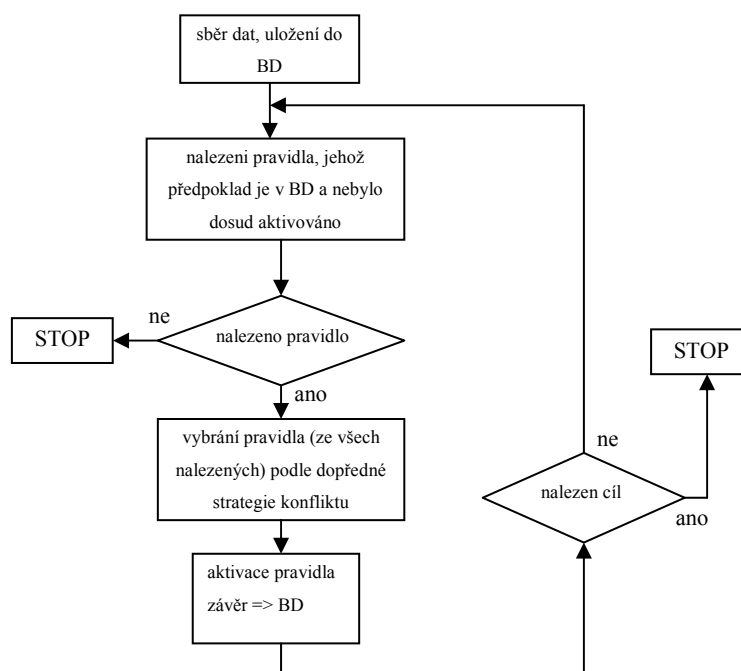 sběr dat, uložení do
BD
nalezeni pravidla, jehož
předpoklad je v BD a nebylo
dosud aktivováno
ne
STOP
nalezeno pravidlo
ano
vybrání pravidla (ze všech
nalezených) podle dopředné
strategie konfliktu
aktivace pravidla
závěr => BD
STOP
ne
nalezen cíl
ano